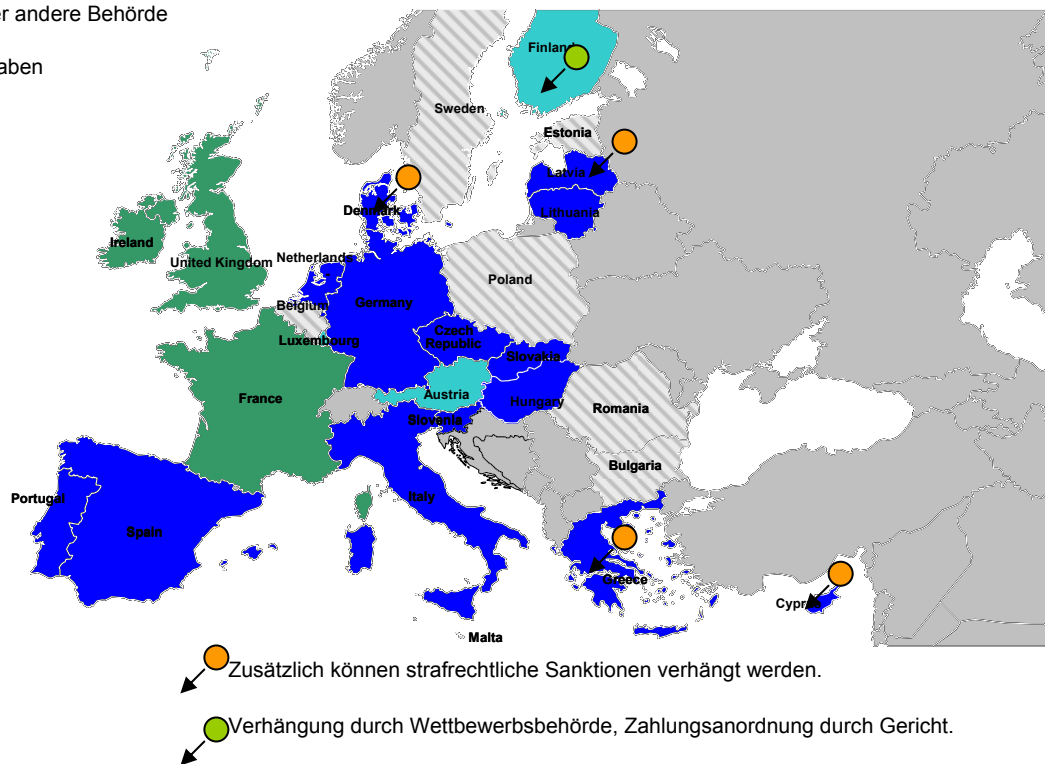 er andere Behörde
aben
Finland
Sweden
Estonia
Latvia
Denmark
Lithuania
Ireland
United Kingdom
Netherlands
Poland
Belgium
Germany
Luxembourg
Czech
Republic
Slovakia
Austria
France
Hungary
Romania
Slovenia
Bulgaria
Portugal
Italy
Spain
Greece
Cypr
Malta
Zusätzlich können strafrechtliche Sanktionen verhängt werden.
Verhängung durch Wettbewerbsbehörde, Zahlungsanordnung durch Gericht.